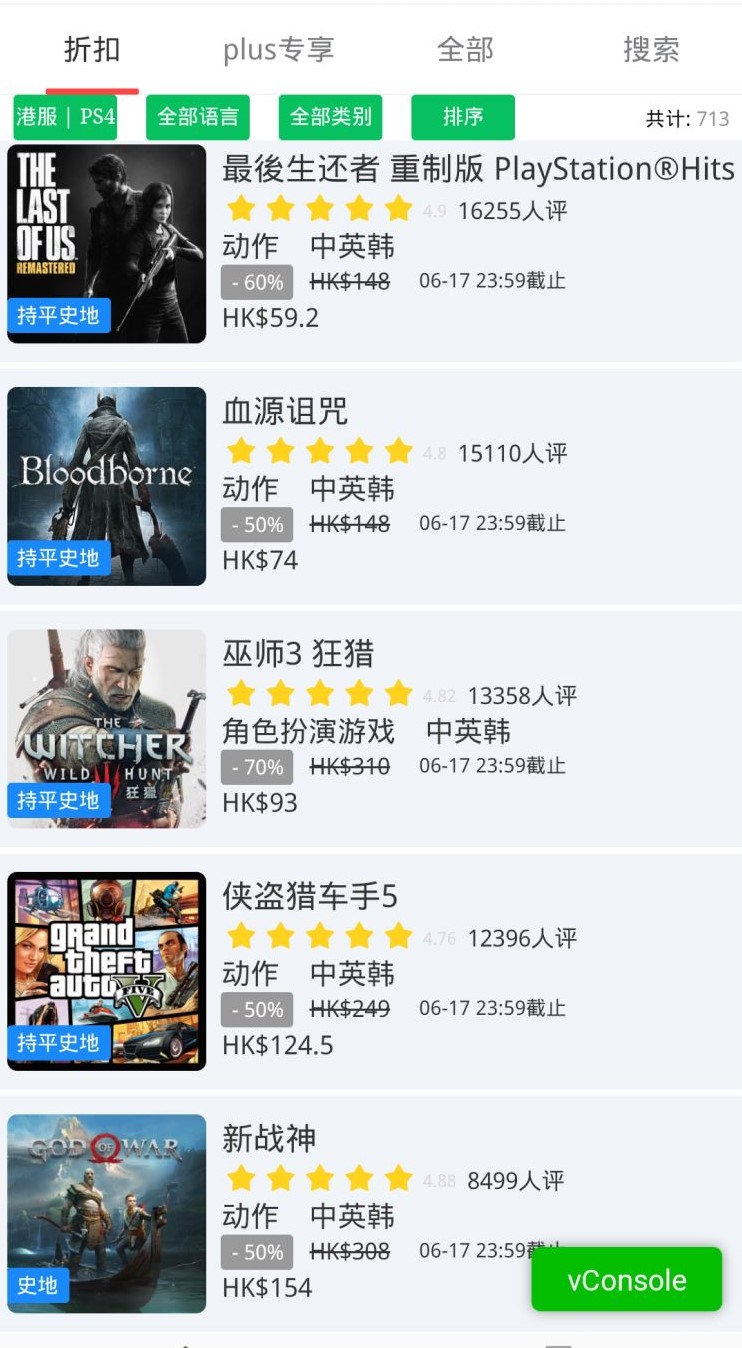 折扣 plus专享 全部 搜索
港服 | PS4 全部语言 全部类别 排序 共计: 713
THE
LAST
OF US
REMASTERED
持平史地
最後生还者 重制版 PlayStation®Hits
4.9 16255人评
动作 中英韩
- 60% HK$148 06-17 23:59截止
HK$59.2
Bloodborne
持平史地
血源诅咒
4.8 15110人评
动作 中英韩
- 50% HK$148 06-17 23:59截止
HK$74
THE
WITCHER
WILD HUNT
狂獵
持平史地
巫师3 狂猎
4.82 13358人评
角色扮演游戏 中英韩
- 70% HK$310 06-17 23:59截止
HK$93
grand
theft
auto
FIVE
持平史地
侠盗猎车手5
4.76 12396人评
动作 中英韩
- 50% HK$249 06-17 23:59截止
HK$124.5
GOD OF WAR
史地
新战神
4.88 8499人评
动作 中英韩
- 50% HK$308 06-17 23:59
HK$154
vConsole